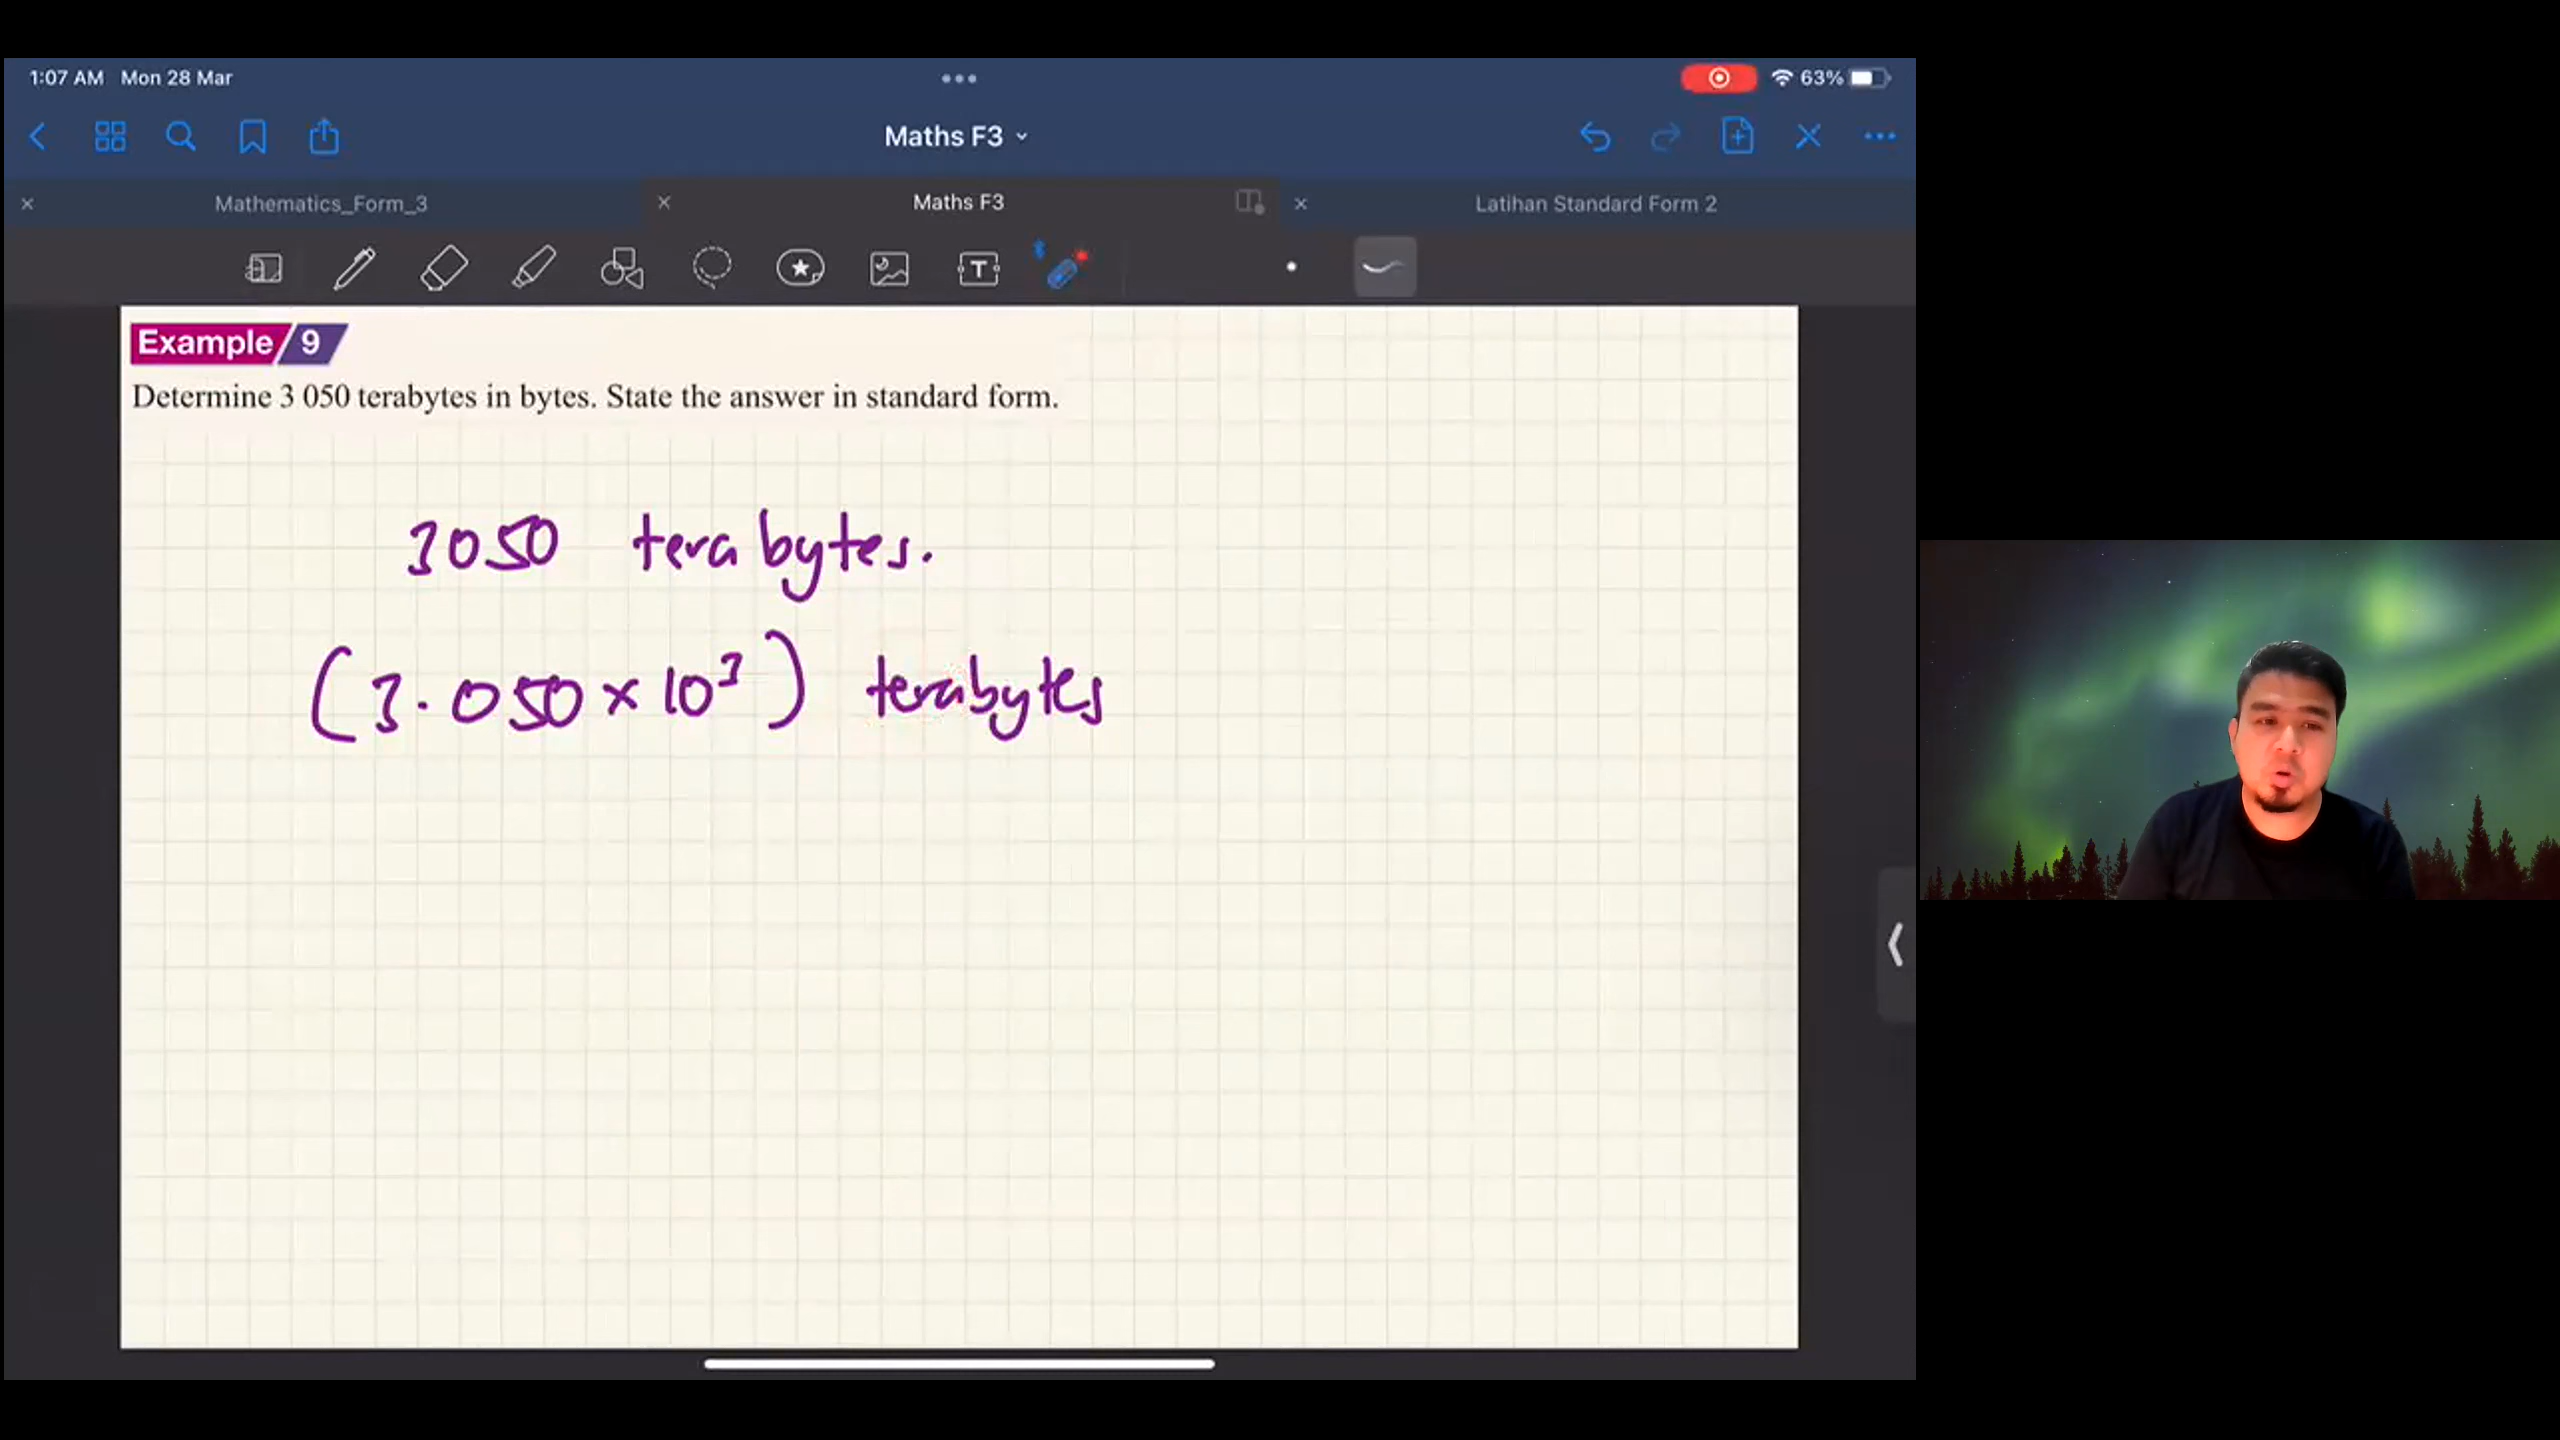 1:07 AM Mon 28 Mar
63%
Maths F3
Mathematics_Form_3
Maths F3
Latihan Standard Form 2
T
Example 9
Determine 3 050 terabytes in bytes. State the answer in standard form.
3050 tera bytes.
(3.050 × 10³) terabytes